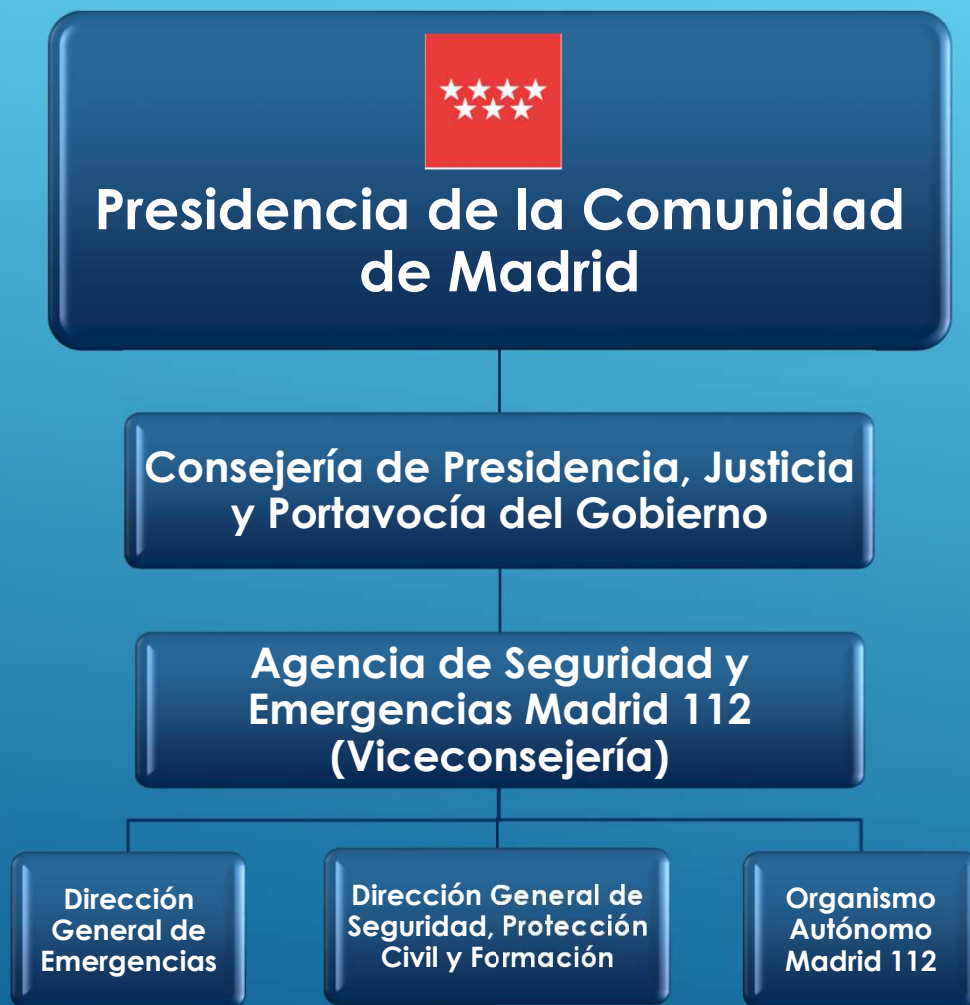 Presidencia de la Comunidad
de Madrid
Consejería de Presidencia, Justicia
y Portavocía del Gobierno
Agencia de Seguridad y
Emergencias Madrid 112
(Viceconsejería)
Dirección
General de
Emergencias
Dirección General de
Seguridad, Protección
Civil y Formación
Organismo
Autónomo
Madrid 112